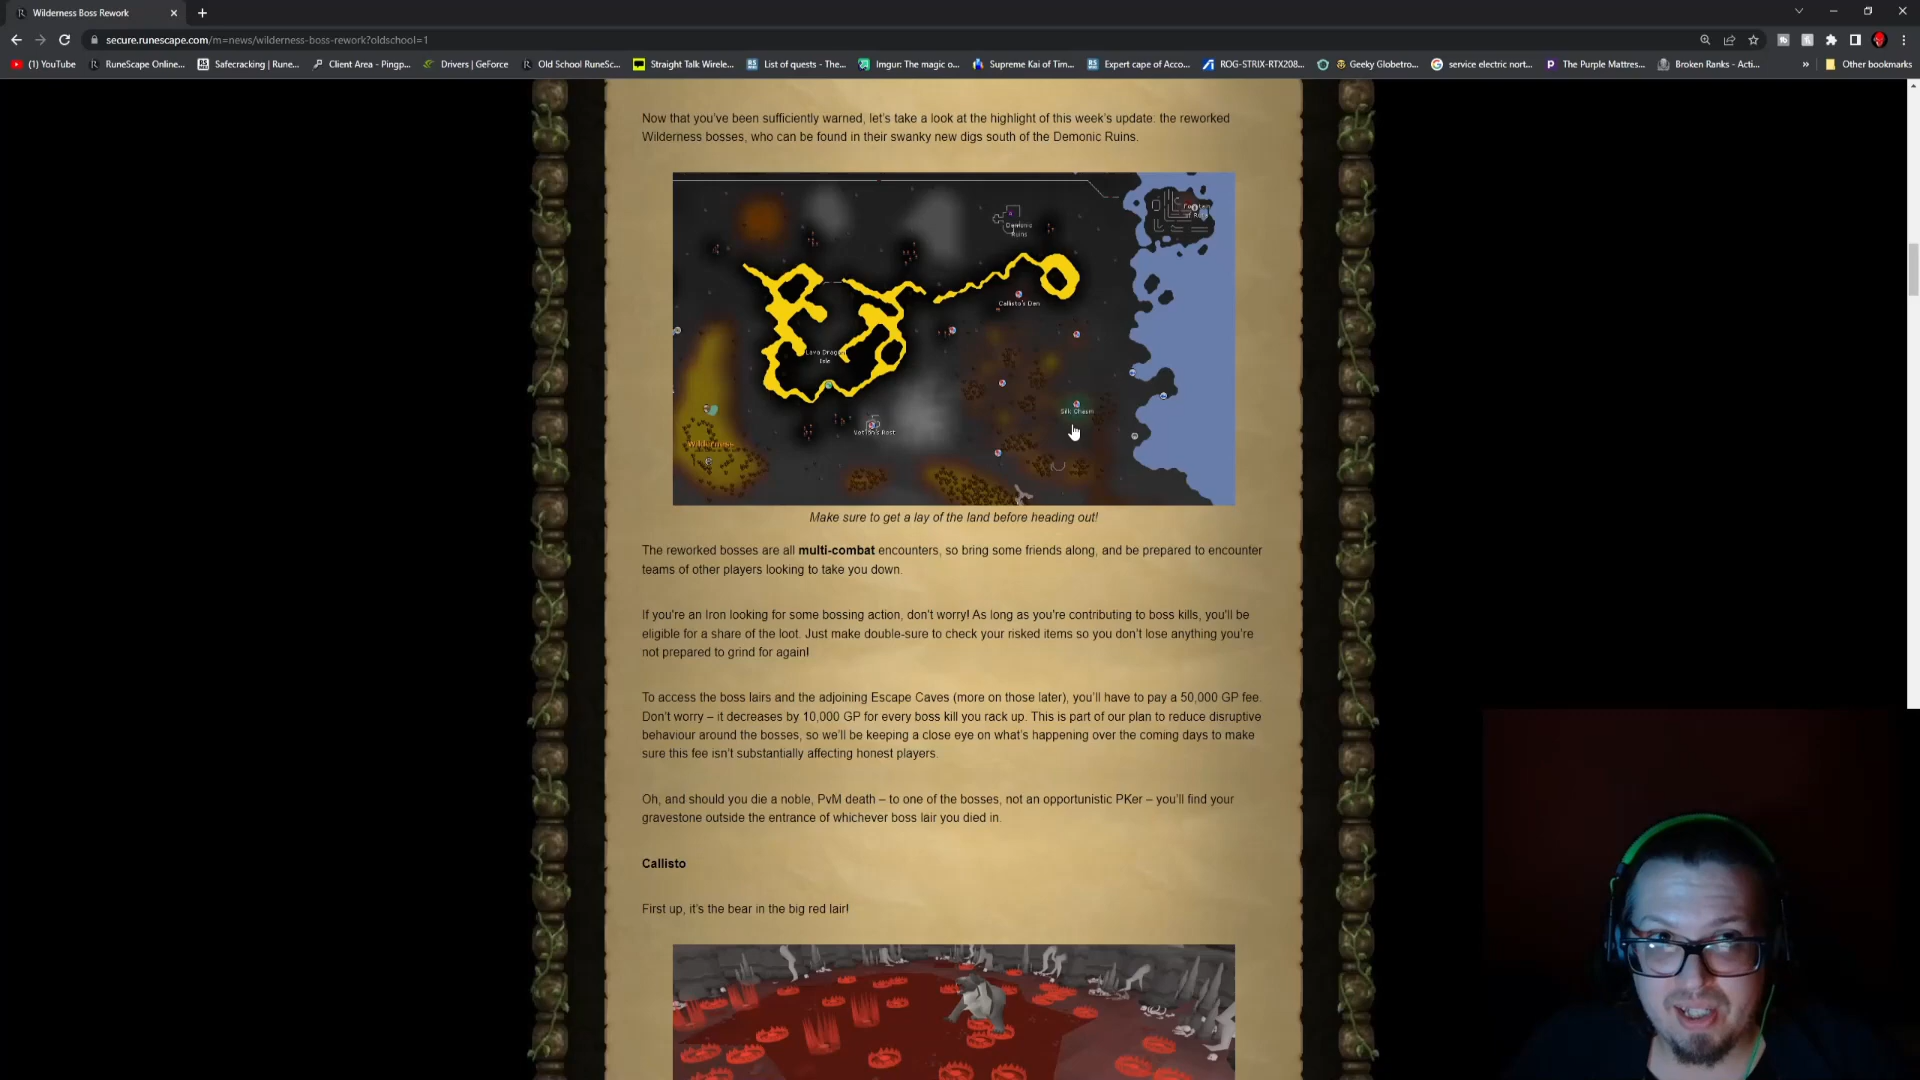 Wilderness Boss Rework
secure.runescape.com/m=news/wilderness-boss-rework?oldschool=1
(1) YouTube
RuneScape Online...
Safecracking | Rune...
Client Area - Pingp...
Drivers | GeForce
Old School RuneSc...
Straight Talk Wirele...
List of quests - The...
Imgur: The magic o...
Supreme Kai of Tim...
Expert cape of Acco...
ROG-STRIX-RTX208...
Geeky Globetro...
service electric nort...
The Purple Mattres...
Broken Ranks - Acti...
Other bookmarks
Now that you've been sufficiently warned, let's take a look at the highlight of this week's update: the reworked
Wilderness bosses, who can be found in their swanky new digs south of the Demonic Ruins.
Demonic
Ruins
Callisto's Den
Lava Dragon
Isle
Silk Chasm
Vetion's Rest
Wilderness
Make sure to get a lay of the land before heading out!
The reworked bosses are all multi-combat encounters, so bring some friends along, and be prepared to encounter
teams of other players looking to take you down.
If you're an Iron looking for some bossing action, don't worry! As long as you're contributing to boss kills, you'll be
eligible for a share of the loot. Just make double-sure to check your risked items so you don't lose anything you're
not prepared to grind for again!
To access the boss lairs and the adjoining Escape Caves (more on those later), you'll have to pay a 50,000 GP fee.
Don't worry – it decreases by 10,000 GP for every boss kill you rack up. This is part of our plan to reduce disruptive
behaviour around the bosses, so we'll be keeping a close eye on what's happening over the coming days to make
sure this fee isn't substantially affecting honest players.
Oh, and should you die a noble, PvM death – to one of the bosses, not an opportunistic PKer – you'll find your
gravestone outside the entrance of whichever boss lair you died in.
Callisto
First up, it's the bear in the big red lair!